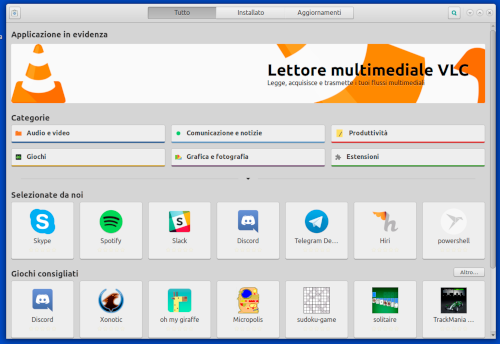 Tutto Installato Aggiornamenti
Applicazione in evidenza
Lettore multimediale VLC
Legge, acquisisce e trasmette i tuoi flussi multimediali
Categorie
Audio e video Comunicazione e notizie Produttività
Giochi Grafica e fotografia Estensioni
Selezionate da noi
Skype Spotify Slack Discord Telegram De... Hiri powershell
Giochi consigliati Altro...
Discord Xonotic oh my giraffe Micropolis sudoku-game solitaire TrackMania ...